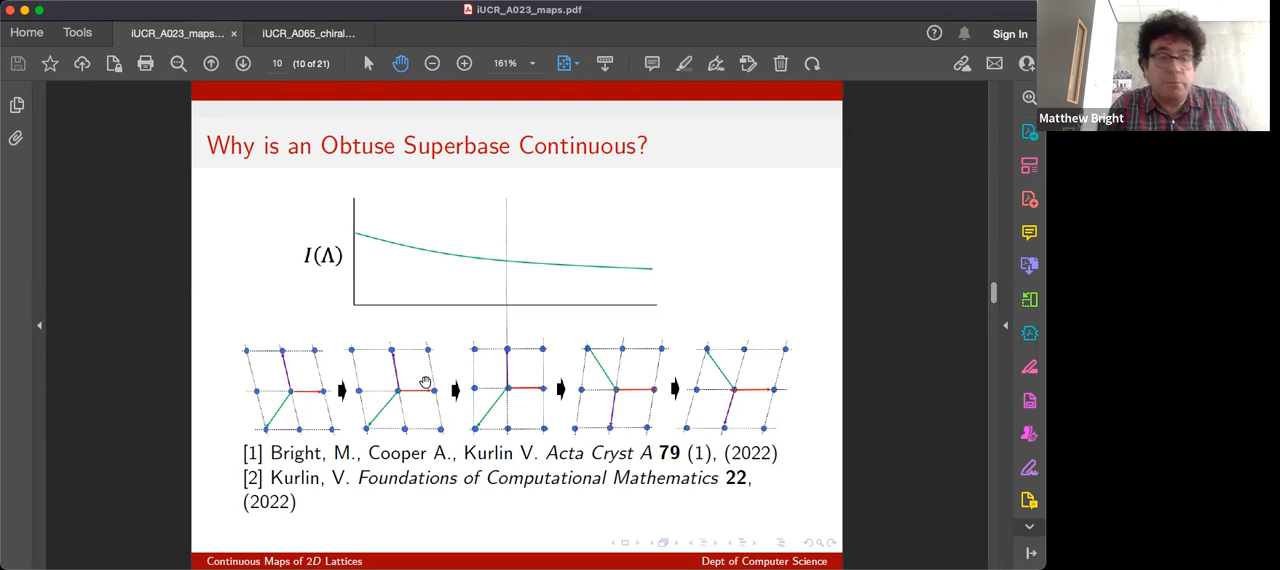 iUCR_A023_maps.pdf
Home
Tools
iUCR_A023_maps... ×
iUCR_A065_chiral...
Sign In
10
(10 of 21)
161%
Matthew Bright
Why is an Obtuse Superbase Continuous?
I(Λ)
[1] Bright, M., Cooper A., Kurlin V. Acta Cryst A 79 (1), (2022)
[2] Kurlin, V. Foundations of Computational Mathematics 22,
(2022)
Continuous Maps of 2D Lattices
Dept of Computer Science